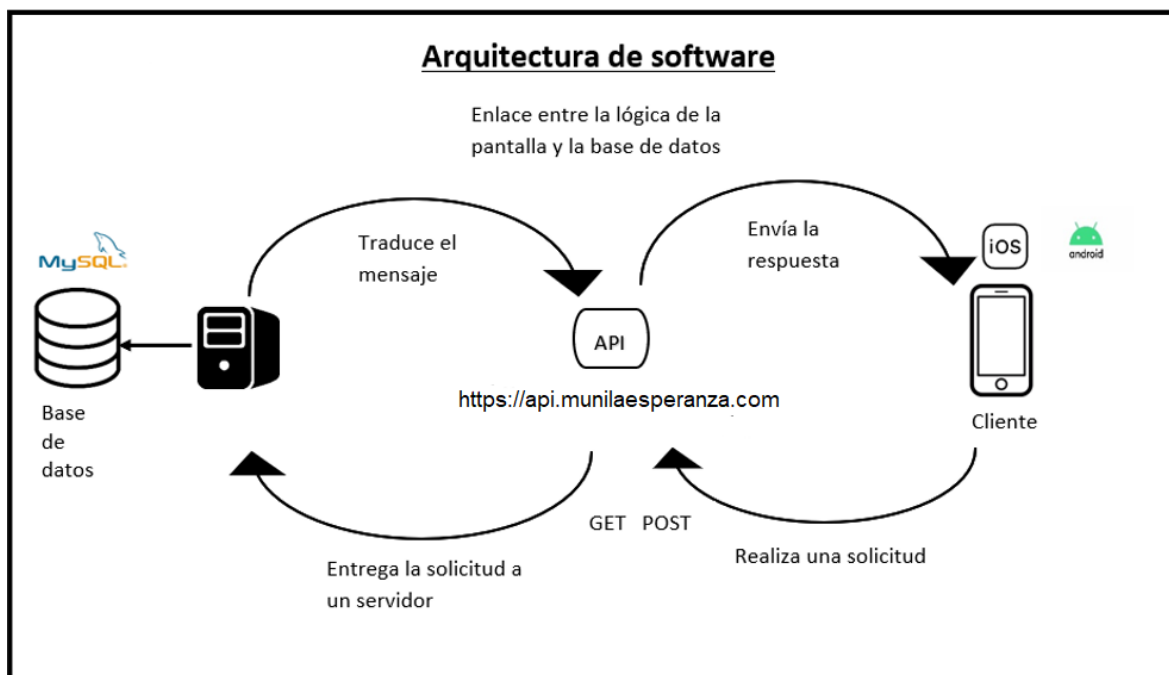 Arquitectura de software
Enlace entre la lógica de la
pantalla y la base de datos
Traduce el
mensaje
Envía la
respuesta
iOS
android
MySQL
API
https://api.munilaesperanza.com
Base
de
datos
Cliente
GET POST
Entrega la solicitud a
un servidor
Realiza una solicitud